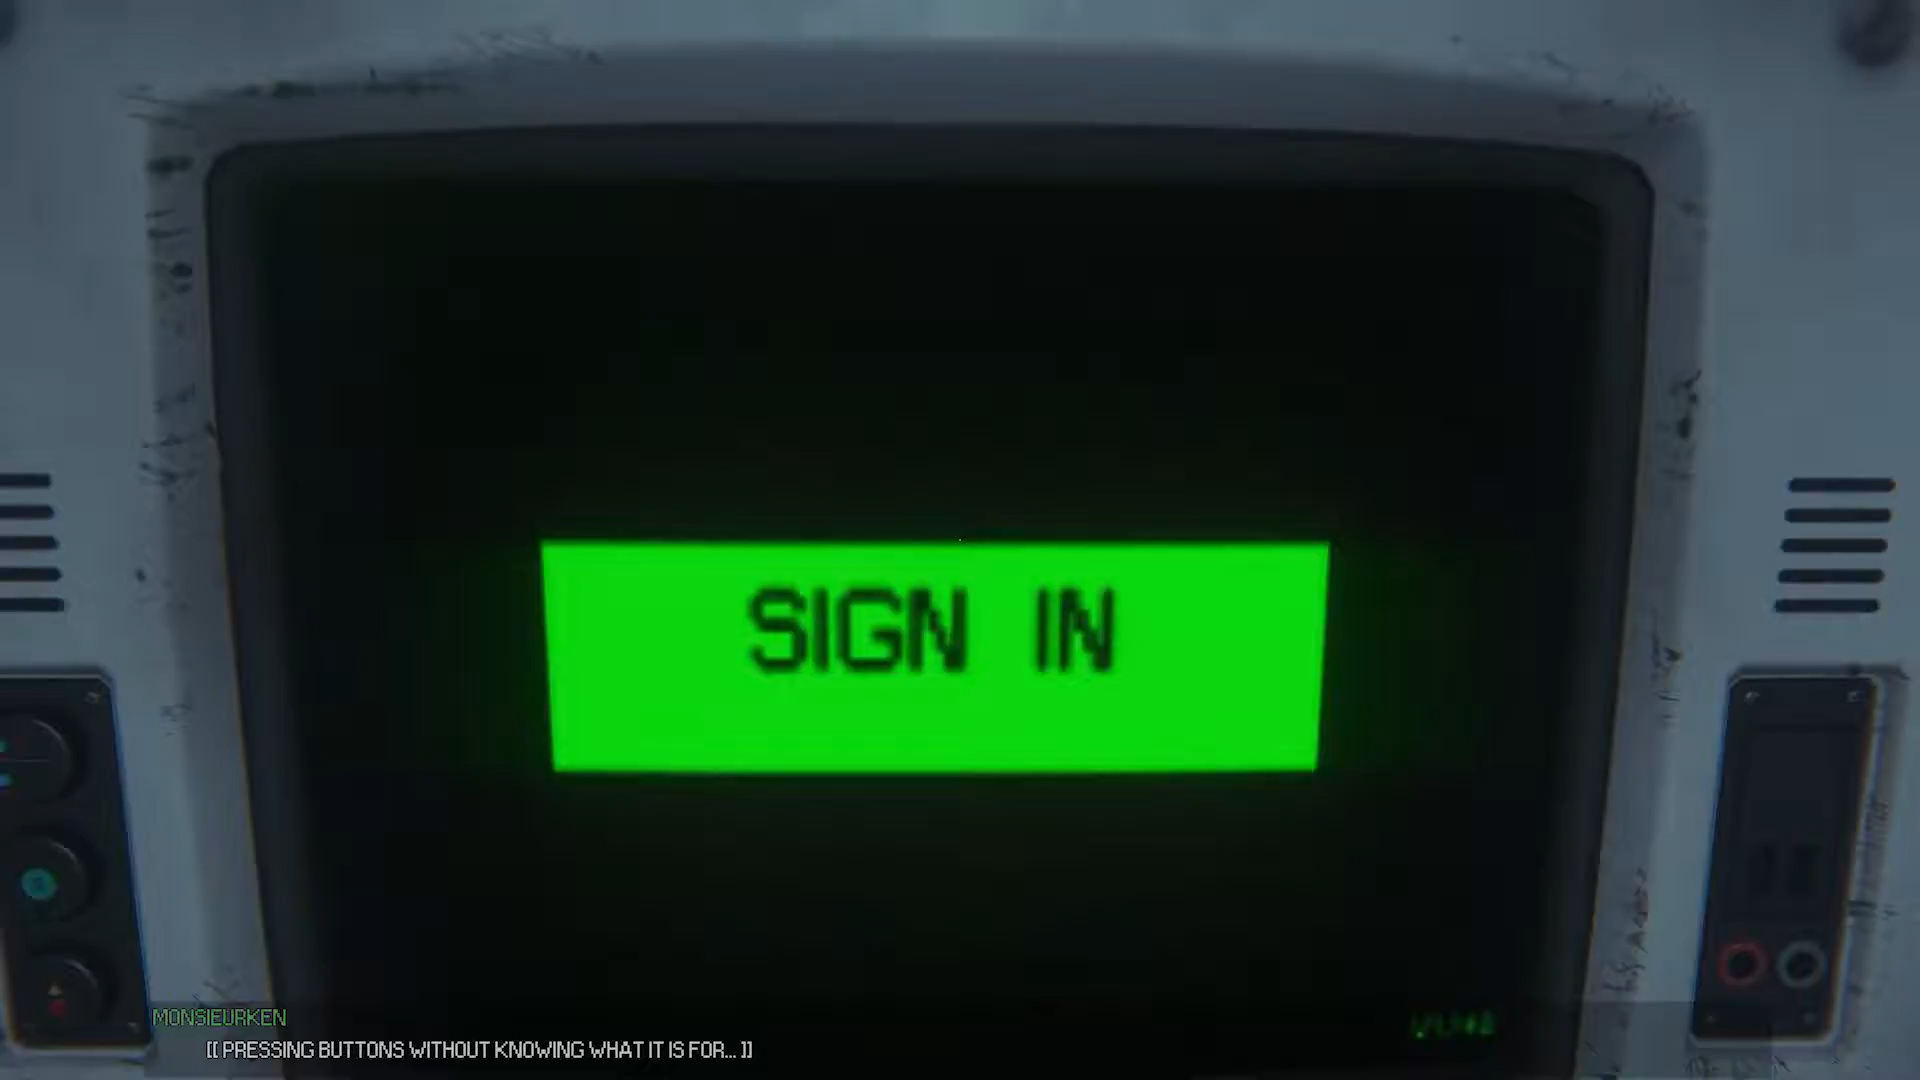 SIGN IN
MONSIEURKEN
[[ PRESSING BUTTONS WITHOUT KNOWING WHAT IT IS FOR... ]]